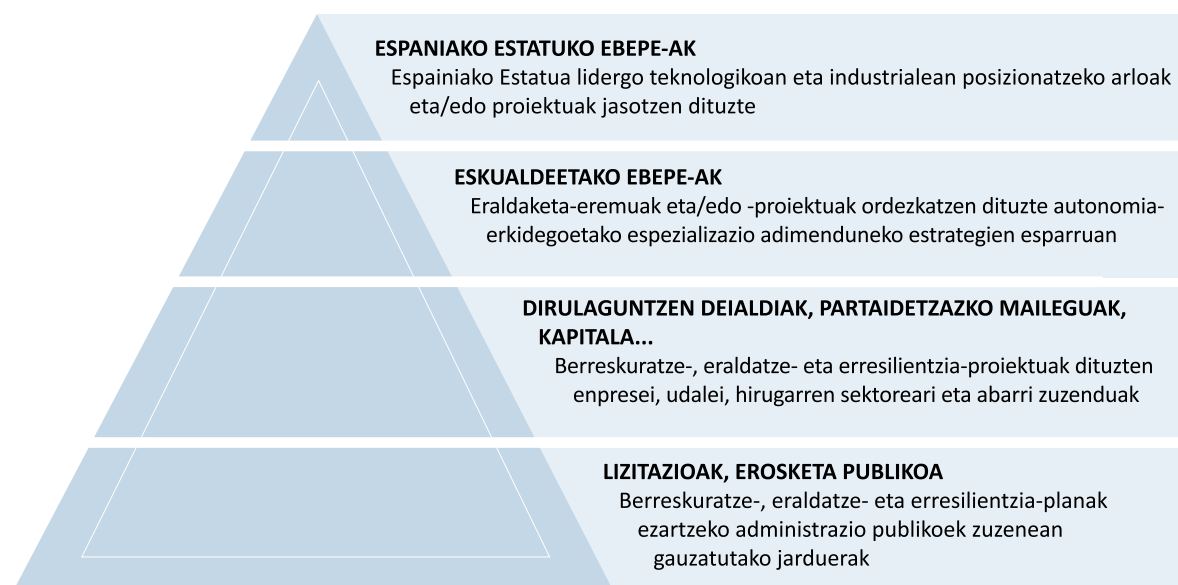 ESPANIAKO ESTATUKO EBEPE-AK
Espainiako Estatua lidergo teknologikoan eta industrialean posizionatzeko arloak
eta/edo proiektuak jasotzen dituzte
ESKUALDEETAKO EBEPE-AK
Eraldaketa-eremuak eta/edo -proiektuak ordezkatzen dituzte autonomia-
erkidegoetako espezializazio adimenduneko estrategien esparruan
DIRULAGUNTZEN DEIALDIAK, PARTAIDETZAZKO MAILEGUAK,
KAPITALA...
Berreskuratze-, eraldatze- eta erresilientzia-proiektuak dituzten
enpresei, udalei, hirugarren sektoreari eta abarri zuzenduak
LIZITAZIOAK, EROSKETA PUBLIKOA
Berreskuratze-, eraldatze- eta erresilientzia-planak
ezartzeko administrazio publikoek zuzenean
gauzatutako jarduerak